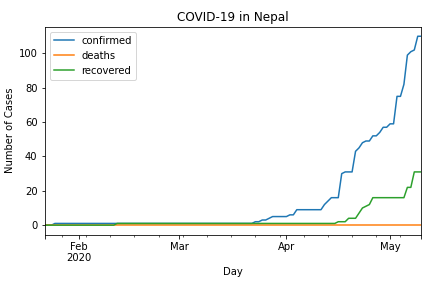 COVID-19 in Nepal
confirmed
deaths
recovered
Number of Cases
100
80
60
40
20
0
Feb
2020
Mar
Apr
May
Day